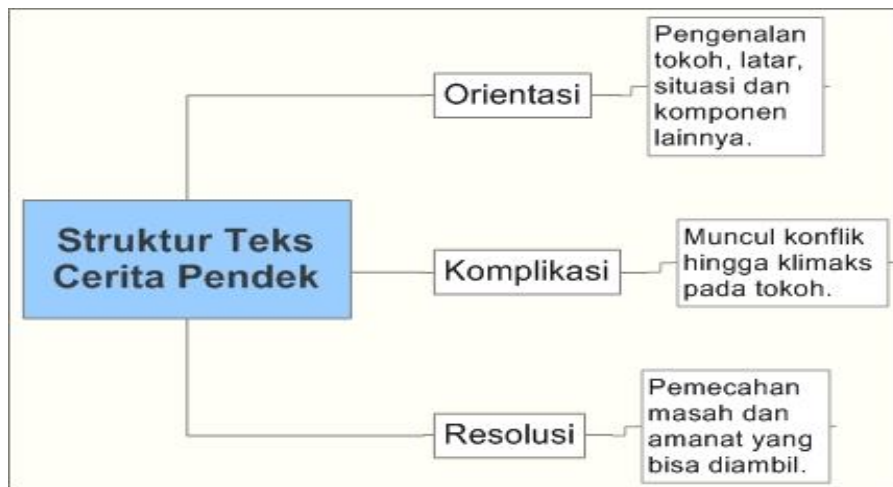 Struktur Teks
Cerita Pendek
Orientasi
Pengenalan
tokoh, latar,
situasi dan
komponen
lainnya.
Komplikasi
Muncul konflik
hingga klimaks
pada tokoh.
Resolusi
Pemecahan
masah dan
amanat yang
bisa diambil.